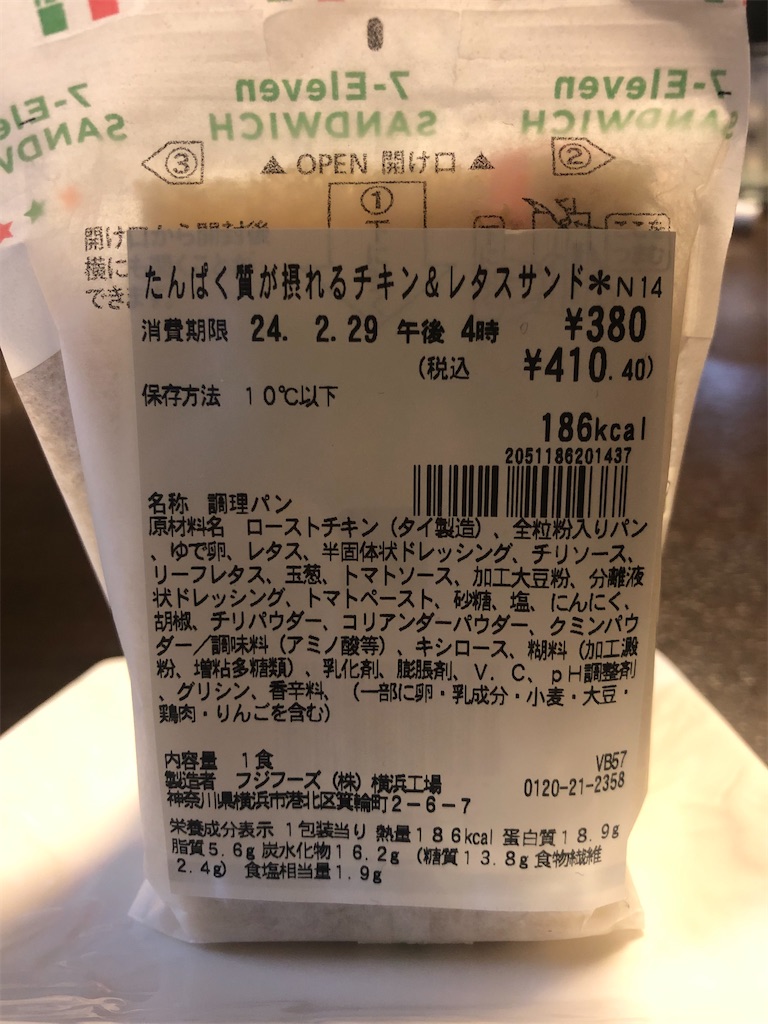 7-Eleven
SANDWICH
③ ▲ OPEN 開け口 ▲ ②
①
開け口から開封後
横に
でき
たんぱく質が摂れるチキン&レタスサンド*N14
消費期限 24. 2.29 午後 4時 ¥380
(税込 ¥410.40)
保存方法 10℃以下
186kcal
2051186201437
名称 調理パン
原材料名 ローストチキン(タイ製造)、全粒粉入りパン
、ゆで卵、レタス、半固体状ドレッシング、チリソース、
リーフレタス、玉葱、トマトソース、加工大豆粉、分離液
状ドレッシング、トマトペースト、砂糖、塩、にんにく、
胡椒、チリパウダー、コリアンダーパウダー、クミンパウ
ダー/調味料(アミノ酸等)、キシロース、糊料(加工澱
粉、増粘多糖類)、乳化剤、膨脹剤、V.C、pH調整剤
、グリシン、香辛料、(一部に卵・乳成分・小麦・大豆・
鶏肉・りんごを含む)
内容量 1食 VB57
製造者 フジフーズ(株)横浜工場 0120-21-2358
神奈川県横浜市港北区箕輪町2-6-7
栄養成分表示 1包装当り 熱量186kcal 蛋白質18.9g
脂質5.6g 炭水化物16.2g (糖質13.8g 食物繊維
2.4g) 食塩相当量1.9g